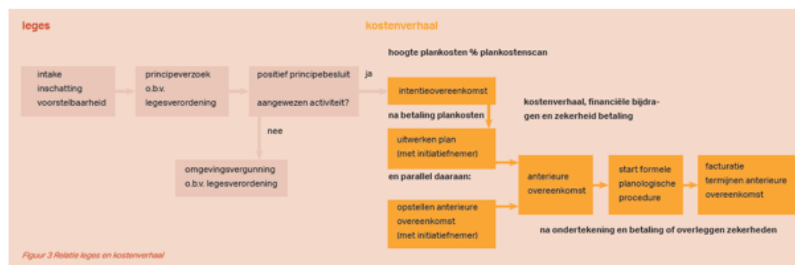 leges
kostenverhaal
hoogte plankosten % plankostenscan
intake
inschatting
voorstelbaarheid
principeverzoek
o.b.v.
legesverordening
positief principebesluit
aangewezen activiteit?
ja
nee
omgevingsvergunning
o.b.v. legesverordening
intentieovereenkomst
na betaling plankosten
uitwerken plan
(met initiatiefnemer)
en parallel daaraan:
opstellen anterieure
overeenkomst
(met initiatiefnemer)
kostenverhaal, financiële bijdra-
gen en zekerheid betaling
anterieure
overeenkomst
start formele
planologische
procedure
facturatie
termijnen anterieure
overeenkomst
na ondertekening en betaling of overleggen zekerheden
Figuur 3 Relatie leges en kostenverhaal